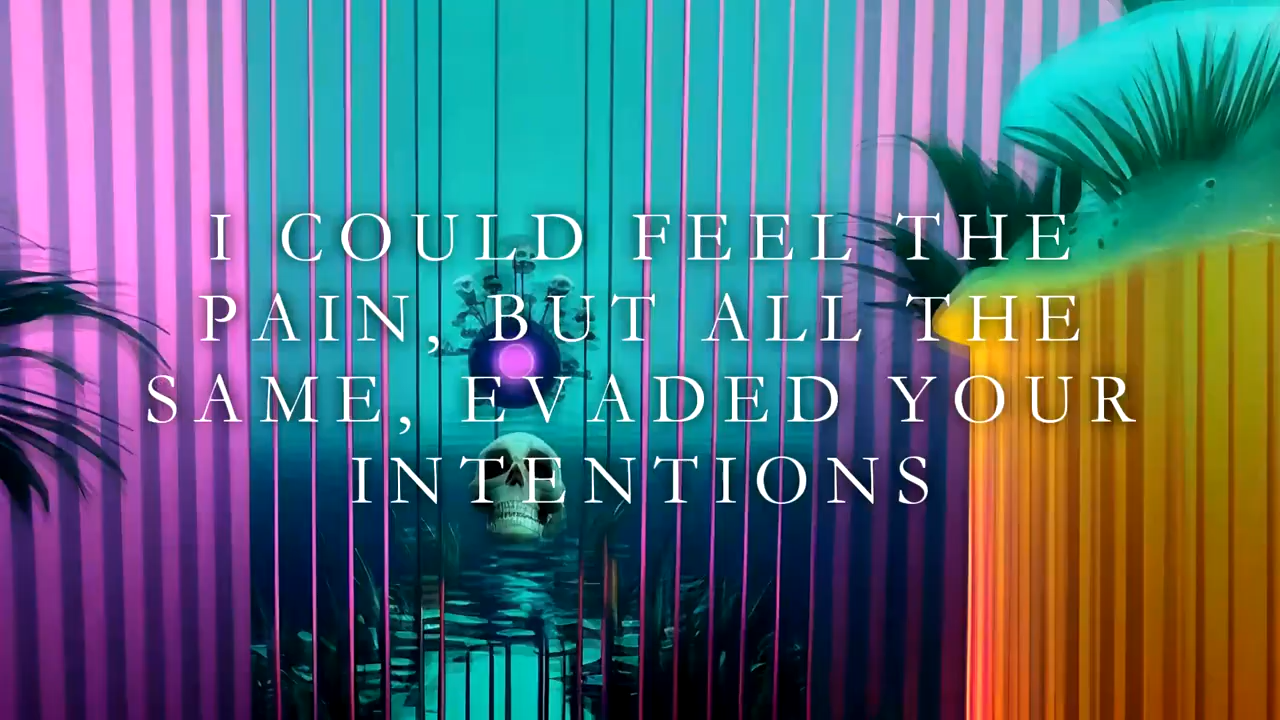 I COULD FEEL THE
PAIN, BUT ALL THE
SAME, EVADED YOUR
INTENTIONS